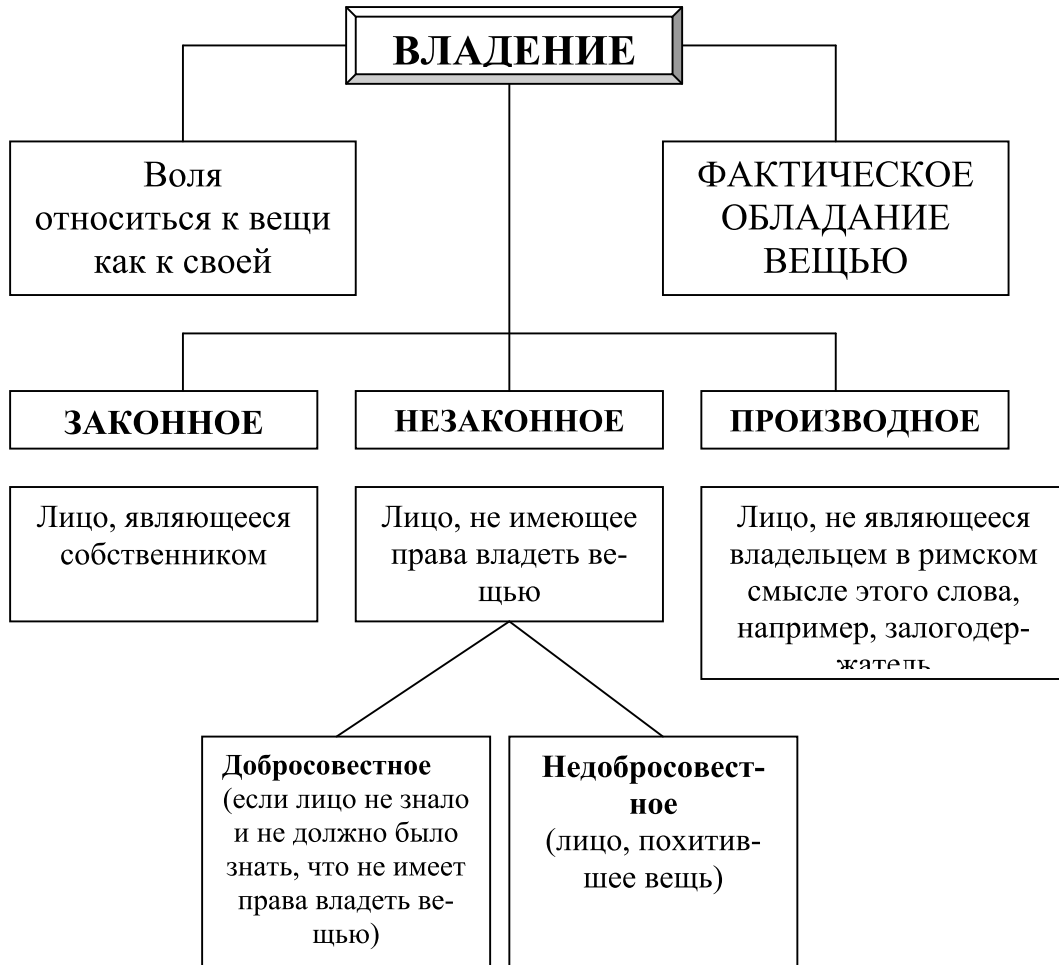 ВЛАДЕНИЕ
Воля
относиться к вещи
как к своей
ФАКТИЧЕСКОЕ
ОБЛАДАНИЕ
ВЕЩЬЮ
ЗАКОННОЕ
НЕЗАКОННОЕ
ПРОИЗВОДНОЕ
Лицо, являющееся
собственником
Лицо, не имеющее
права владеть ве-
щью
Лицо, не являющееся
владельцем в римском
смысле этого слова,
например, залогодер-
жатель
Добросовестное
(если лицо не знало
и не должно было
знать, что не имеет
права владеть ве-
щью)
Недобросовест-
ное
(лицо, похитив-
шее вещь)